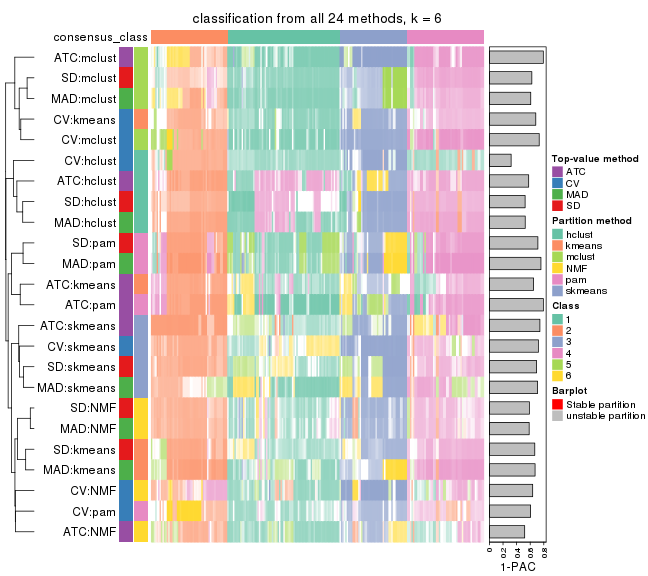 classification from all 24 methods, k = 6
consensus_class
ATC:mclust
SD:mclust
MAD:mclust
CV:kmeans
CV:mclust
CV:hclust
ATC:hclust
SD:hclust
MAD:hclust
SD:pam
MAD:pam
ATC:kmeans
ATC:pam
ATC:skmeans
CV:skmeans
SD:skmeans
MAD:skmeans
SD:NMF
MAD:NMF
SD:kmeans
MAD:kmeans
CV:NMF
CV:pam
ATC:NMF
0 0.2 0.4 0.6 0.8
1-PAC
Top-value method
ATC
CV
MAD
SD
Partition method
hclust
kmeans
mclust
NMF
pam
skmeans
Class
1
2
3
4
5
6
Barplot
Stable partition
unstable partition